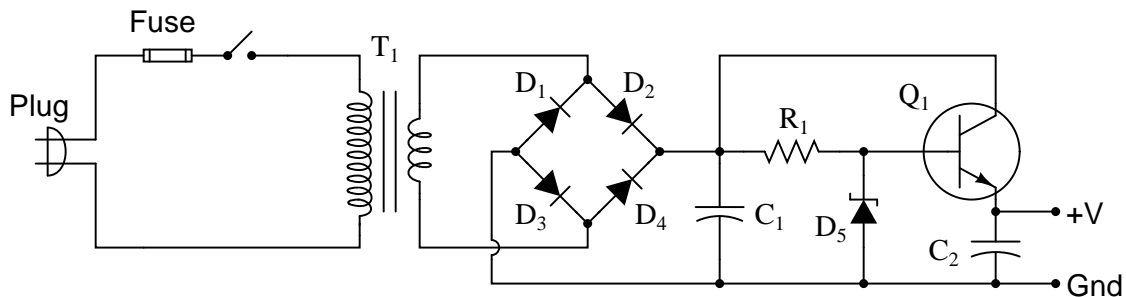 Fuse
T1
Plug
D1
D2
Q1
R1
D3
D4
C1
D5
C2
+V
Gnd